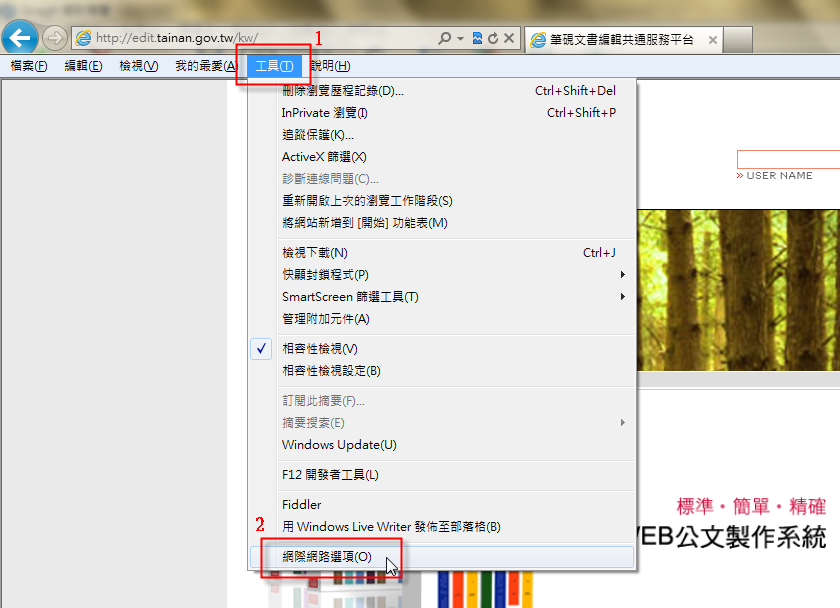 1
http://edit.tainan.gov.tw/kw/
筆硯文書編輯共通服務平台
檔案(F) 編輯(E) 檢視(V) 我的最愛(A) 工具(T) 說明(H)
刪除瀏覽歷程記錄(D)... Ctrl+Shift+Del
InPrivate 瀏覽(I) Ctrl+Shift+P
追蹤保護(K)...
ActiveX 篩選(X)
診斷連線問題(C)...
重新開啟上次的瀏覽工作階段(S)
將網站新增到 [開始] 功能表(M)
» USER NAME
檢視下載(N) Ctrl+J
快顯封鎖程式(P)
SmartScreen 篩選工具(T)
管理附加元件(A)
相容性檢視(V)
相容性檢視設定(B)
訂閱此摘要(F)...
摘要搜索(E)
Windows Update(U)
F12 開發者工具(L)
Fiddler
標準・簡單・精確
2
用 Windows Live Writer 發佈至部落格(B)
WEB公文製作系統
網際網路選項(O)